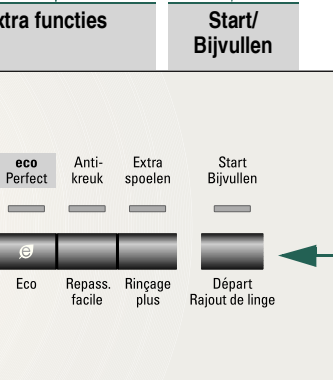 xtra functies
Start/
Bijvullen
eco
Perfect
Anti-
kreuk
Extra
spoelen
Start
Bijvullen
Eco
Repass.
facile
Rinçage
plus
Départ
Rajout de linge